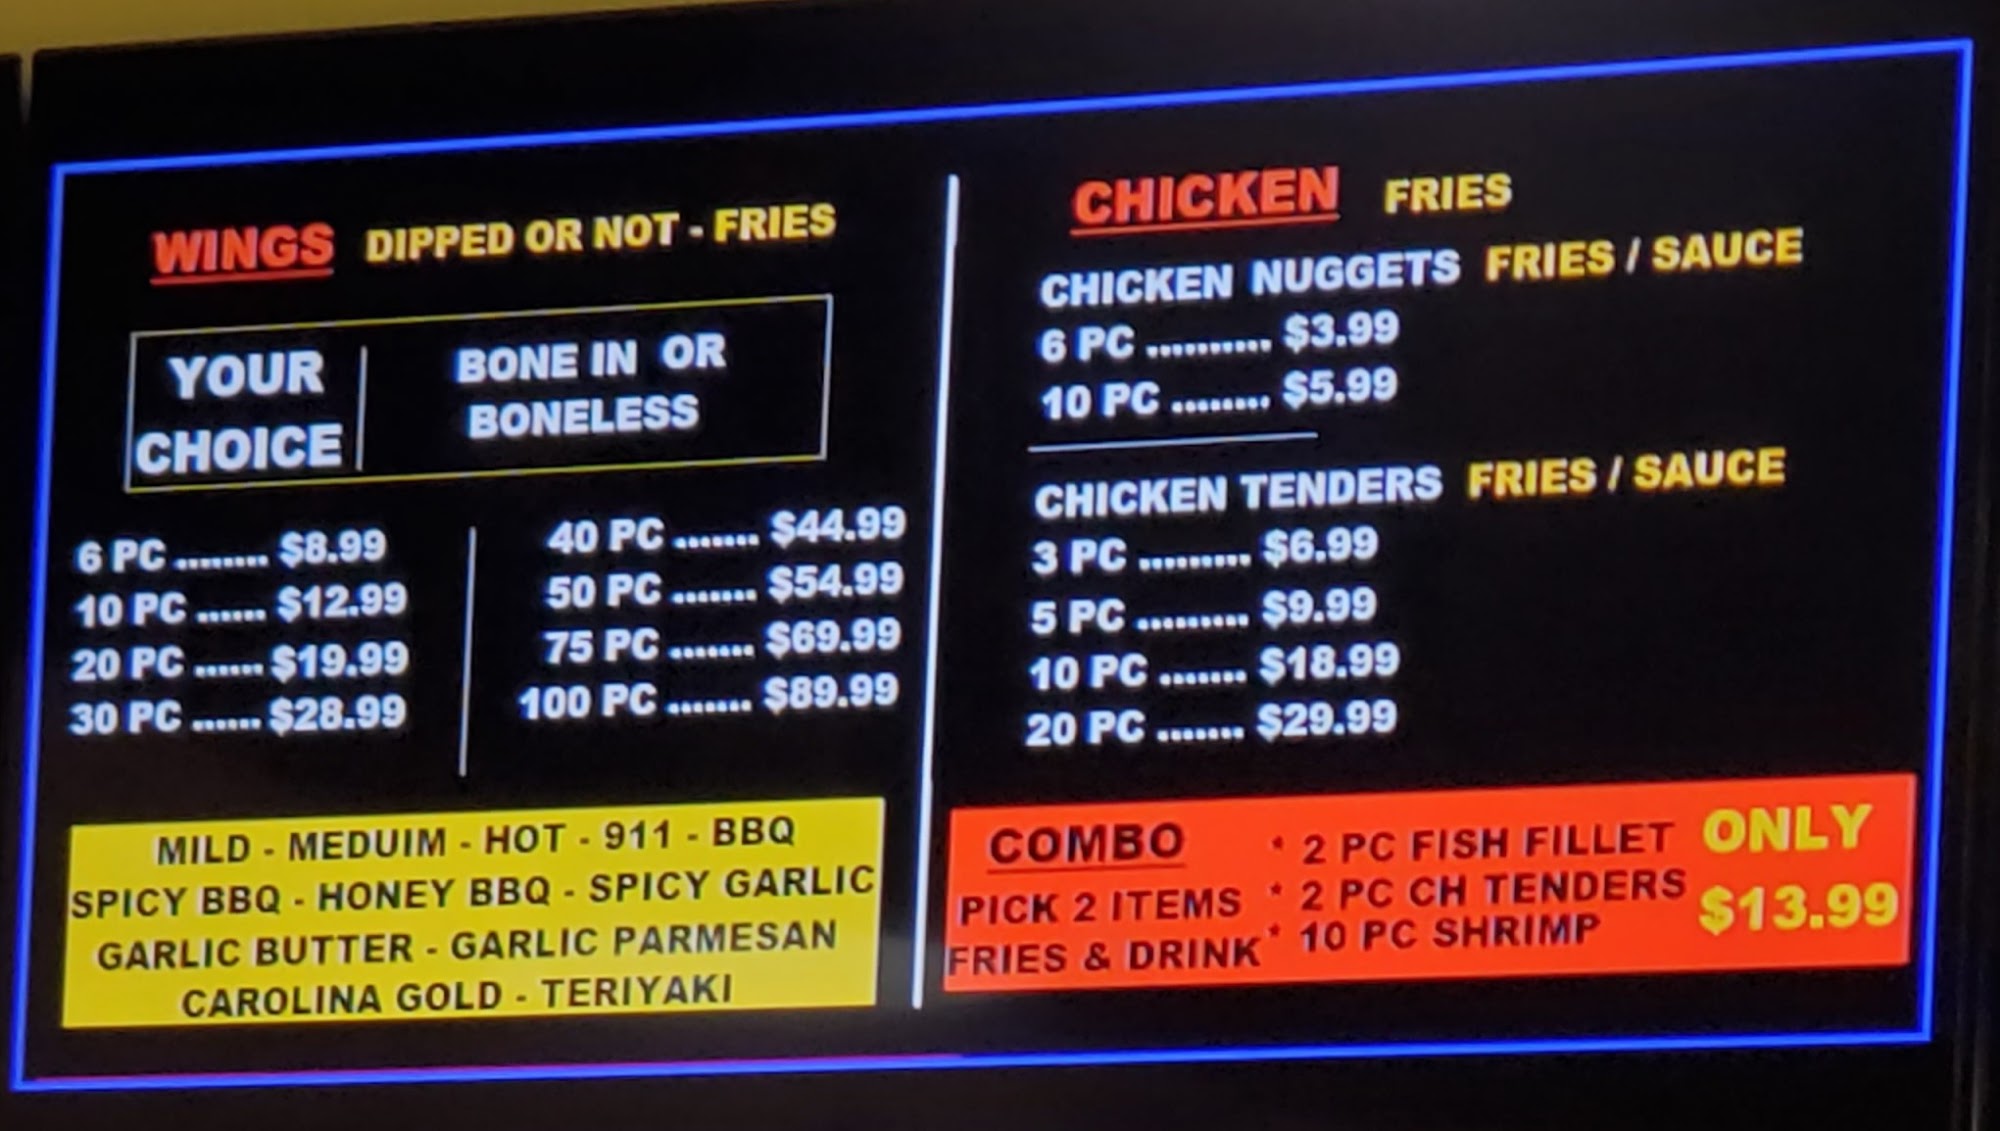 WINGS DIPPED OR NOT - FRIES
YOUR CHOICE
BONE IN OR
BONELESS
6 PC ........ $8.99
10 PC ...... $12.99
20 PC ...... $19.99
30 PC ...... $28.99
40 PC ....... $44.99
50 PC ....... $54.99
75 PC ....... $69.99
100 PC ....... $89.99
MILD - MEDUIM - HOT - 911 - BBQ
SPICY BBQ - HONEY BBQ - SPICY GARLIC
GARLIC BUTTER - GARLIC PARMESAN
CAROLINA GOLD - TERIYAKI
CHICKEN FRIES
CHICKEN NUGGETS FRIES / SAUCE
6 PC .......... $3.99
10 PC ........ $5.99
CHICKEN TENDERS FRIES / SAUCE
3 PC ......... $6.99
5 PC ......... $9.99
10 PC ....... $18.99
20 PC ....... $29.99
COMBO
PICK 2 ITEMS
FRIES & DRINK
* 2 PC FISH FILLET
* 2 PC CH TENDERS
* 10 PC SHRIMP
ONLY
$13.99